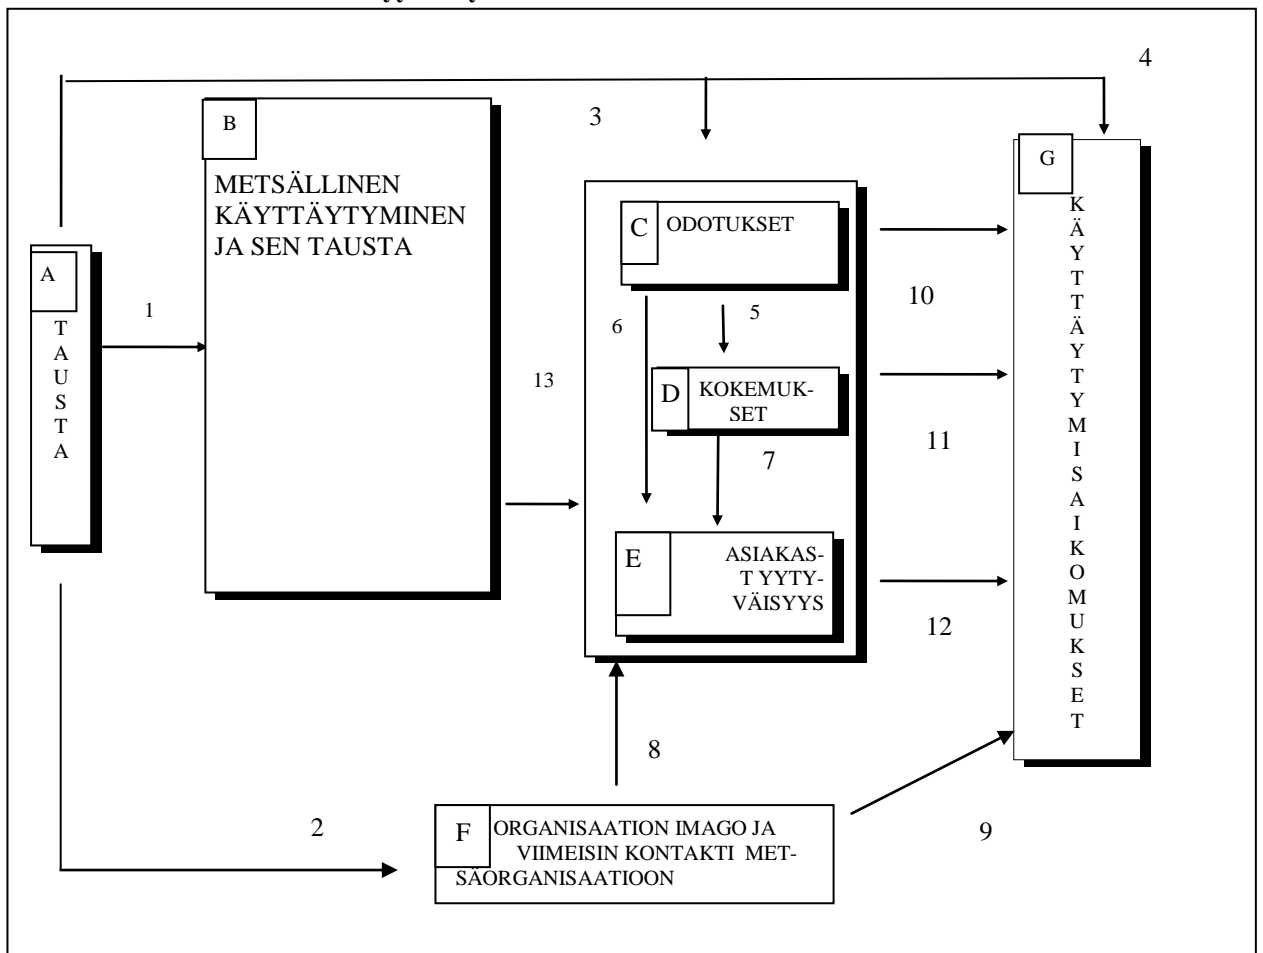 4
3
B
METSÄLLINEN
KÄYTTÄYTYMINEN
JA SEN TAUSTA
A
T
A
U
S
T
A
1
13
C ODOTUKSET
6
5
D KOKEMUK-
SET
7
E ASIAKAS-
T YYTY-
VÄISYYS
10
11
12
G
K
Ä
Y
T
T
Ä
Y
T
Y
M
I
S
A
I
K
O
M
U
K
S
E
T
8
2
9
F ORGANISAATION IMAGO JA
VIIMEISIN KONTAKTI MET-
SÄORGANISAATIOON